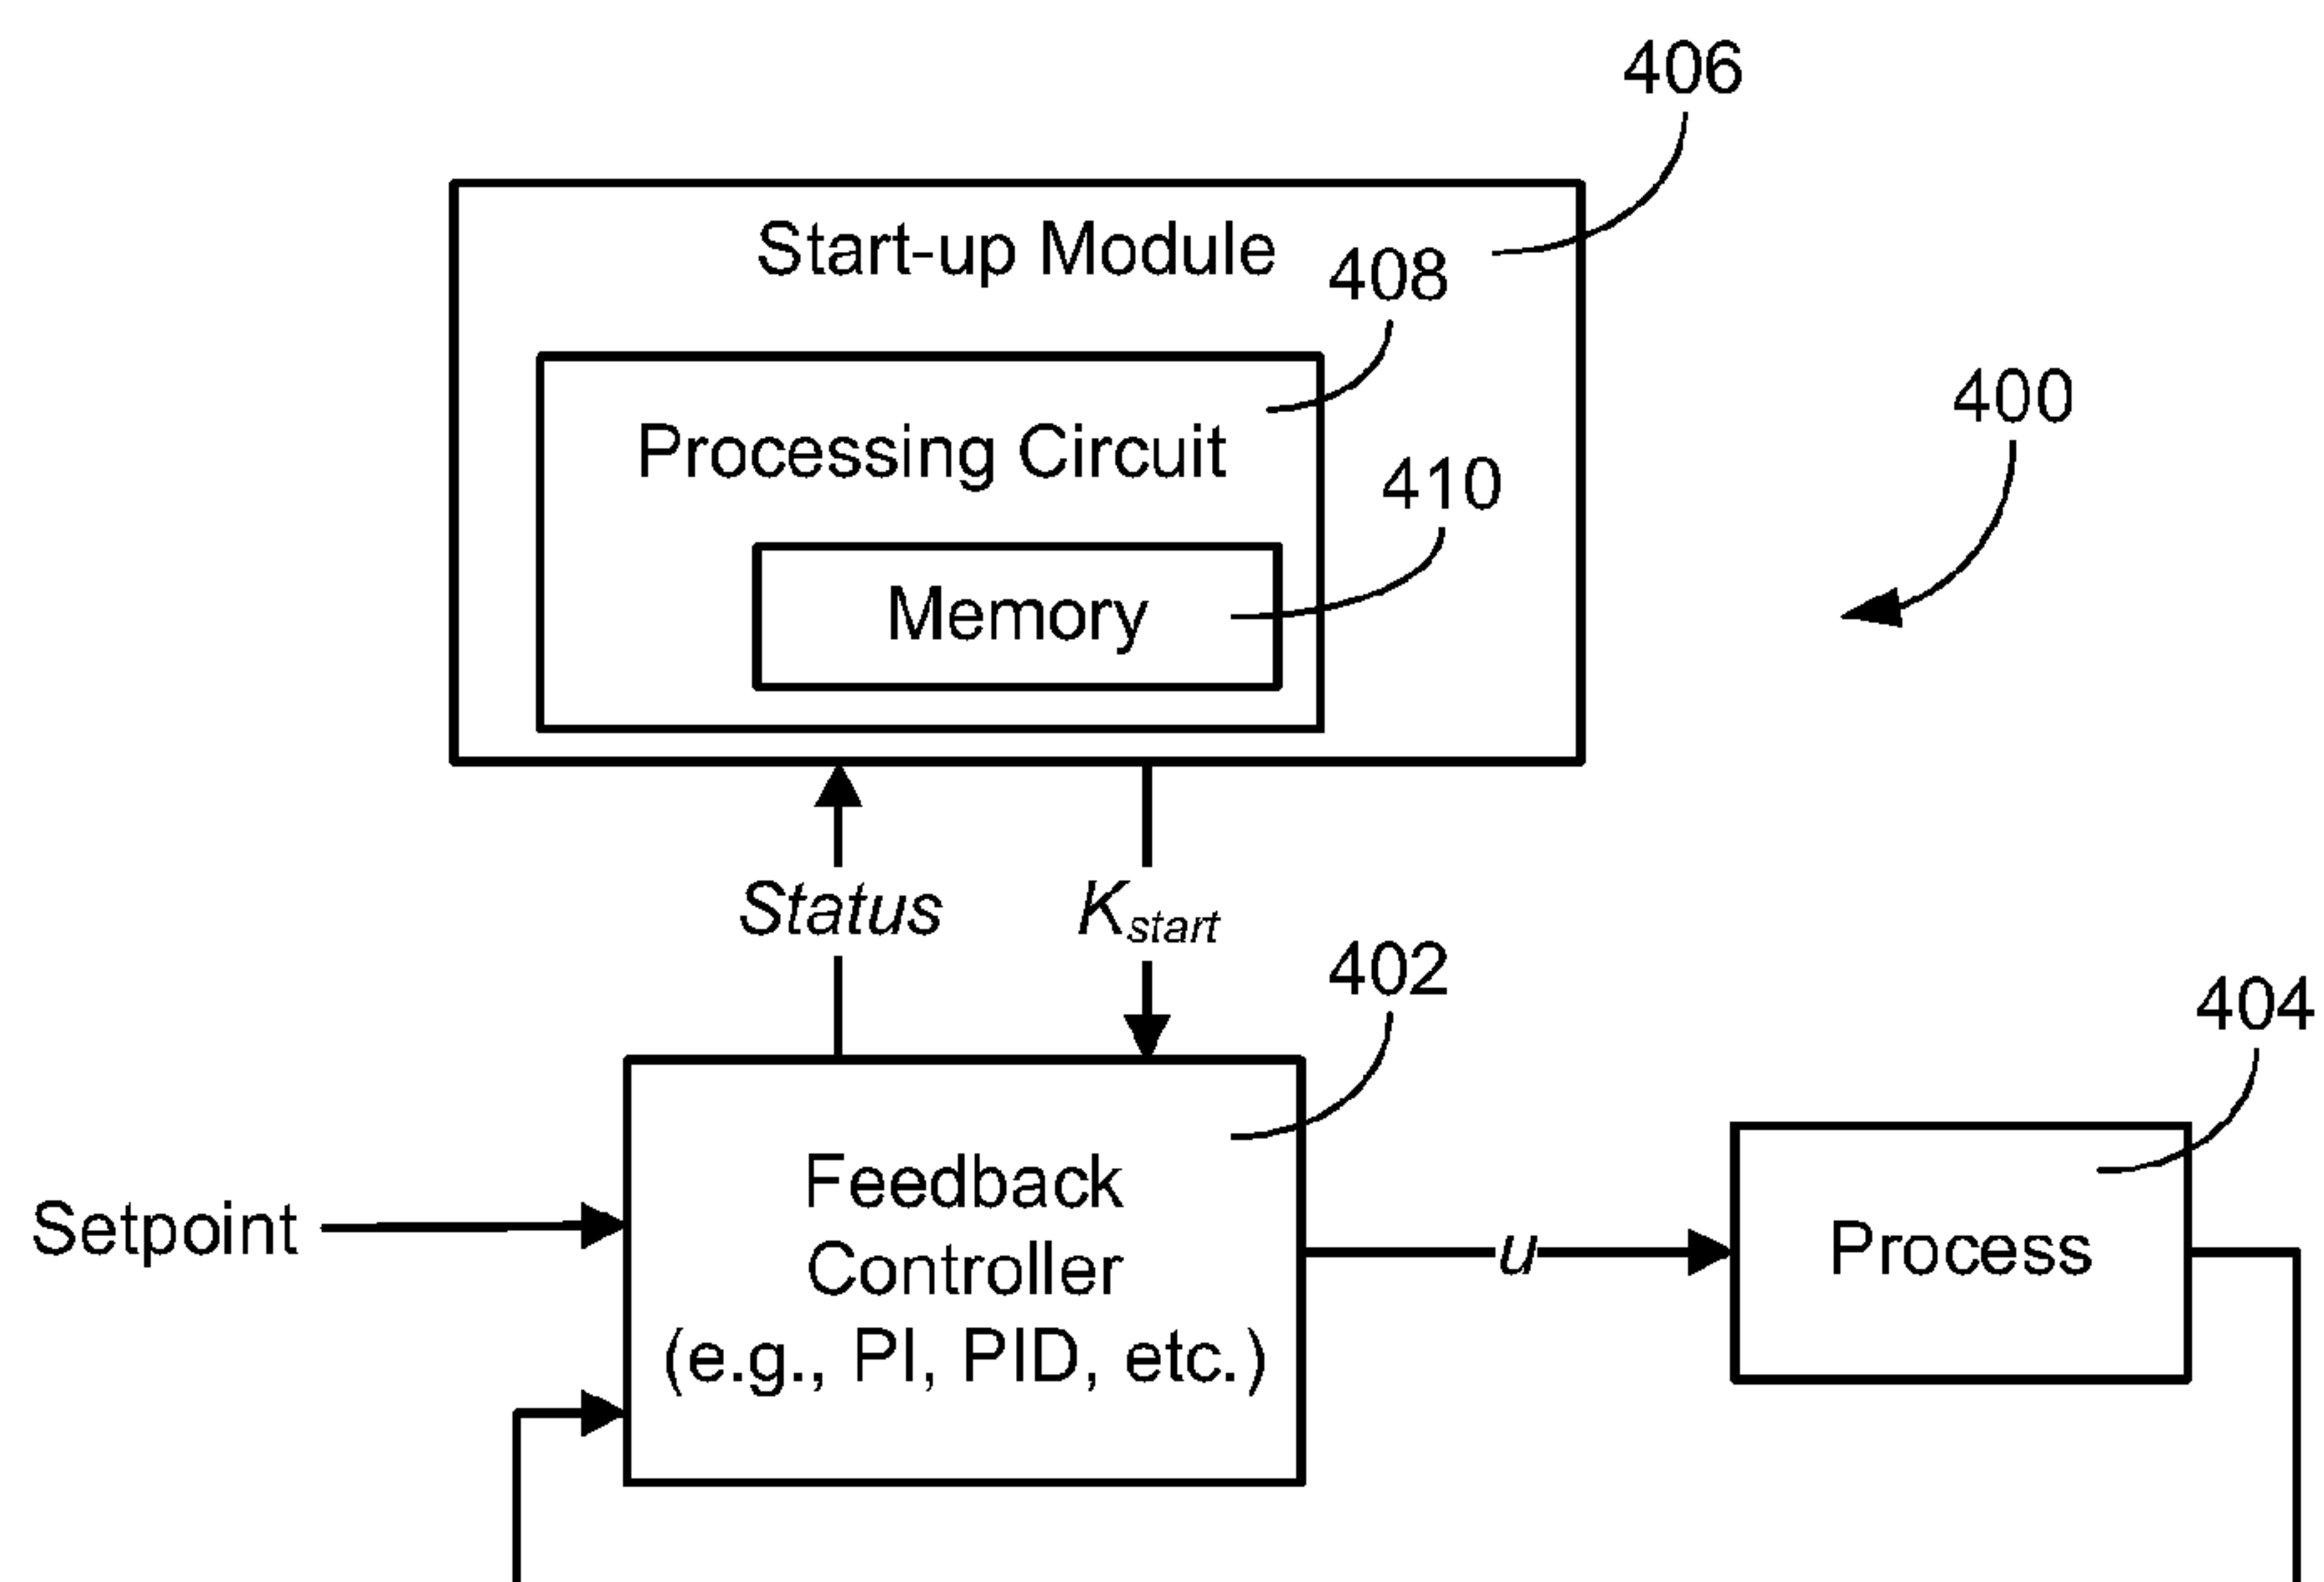 406
Start-up Module
408
400
Processing Circuit
410
Memory
Status
Kstart
402
404
Feedback
Controller
(e.g., PI, PID, etc.)
Setpoint
u
Process